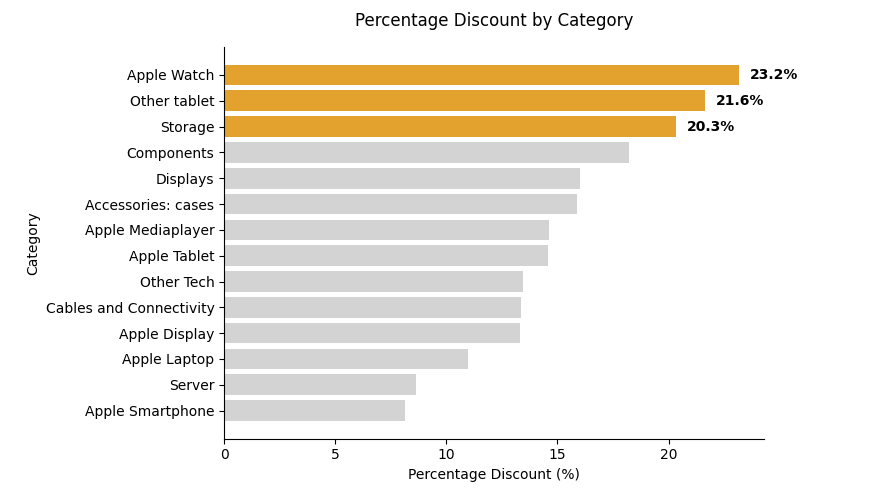 Percentage Discount by Category
Category
Apple Watch 23.2%
Other tablet 21.6%
Storage 20.3%
Components
Displays
Accessories: cases
Apple Mediaplayer
Apple Tablet
Other Tech
Cables and Connectivity
Apple Display
Apple Laptop
Server
Apple Smartphone
0 5 10 15 20
Percentage Discount (%)